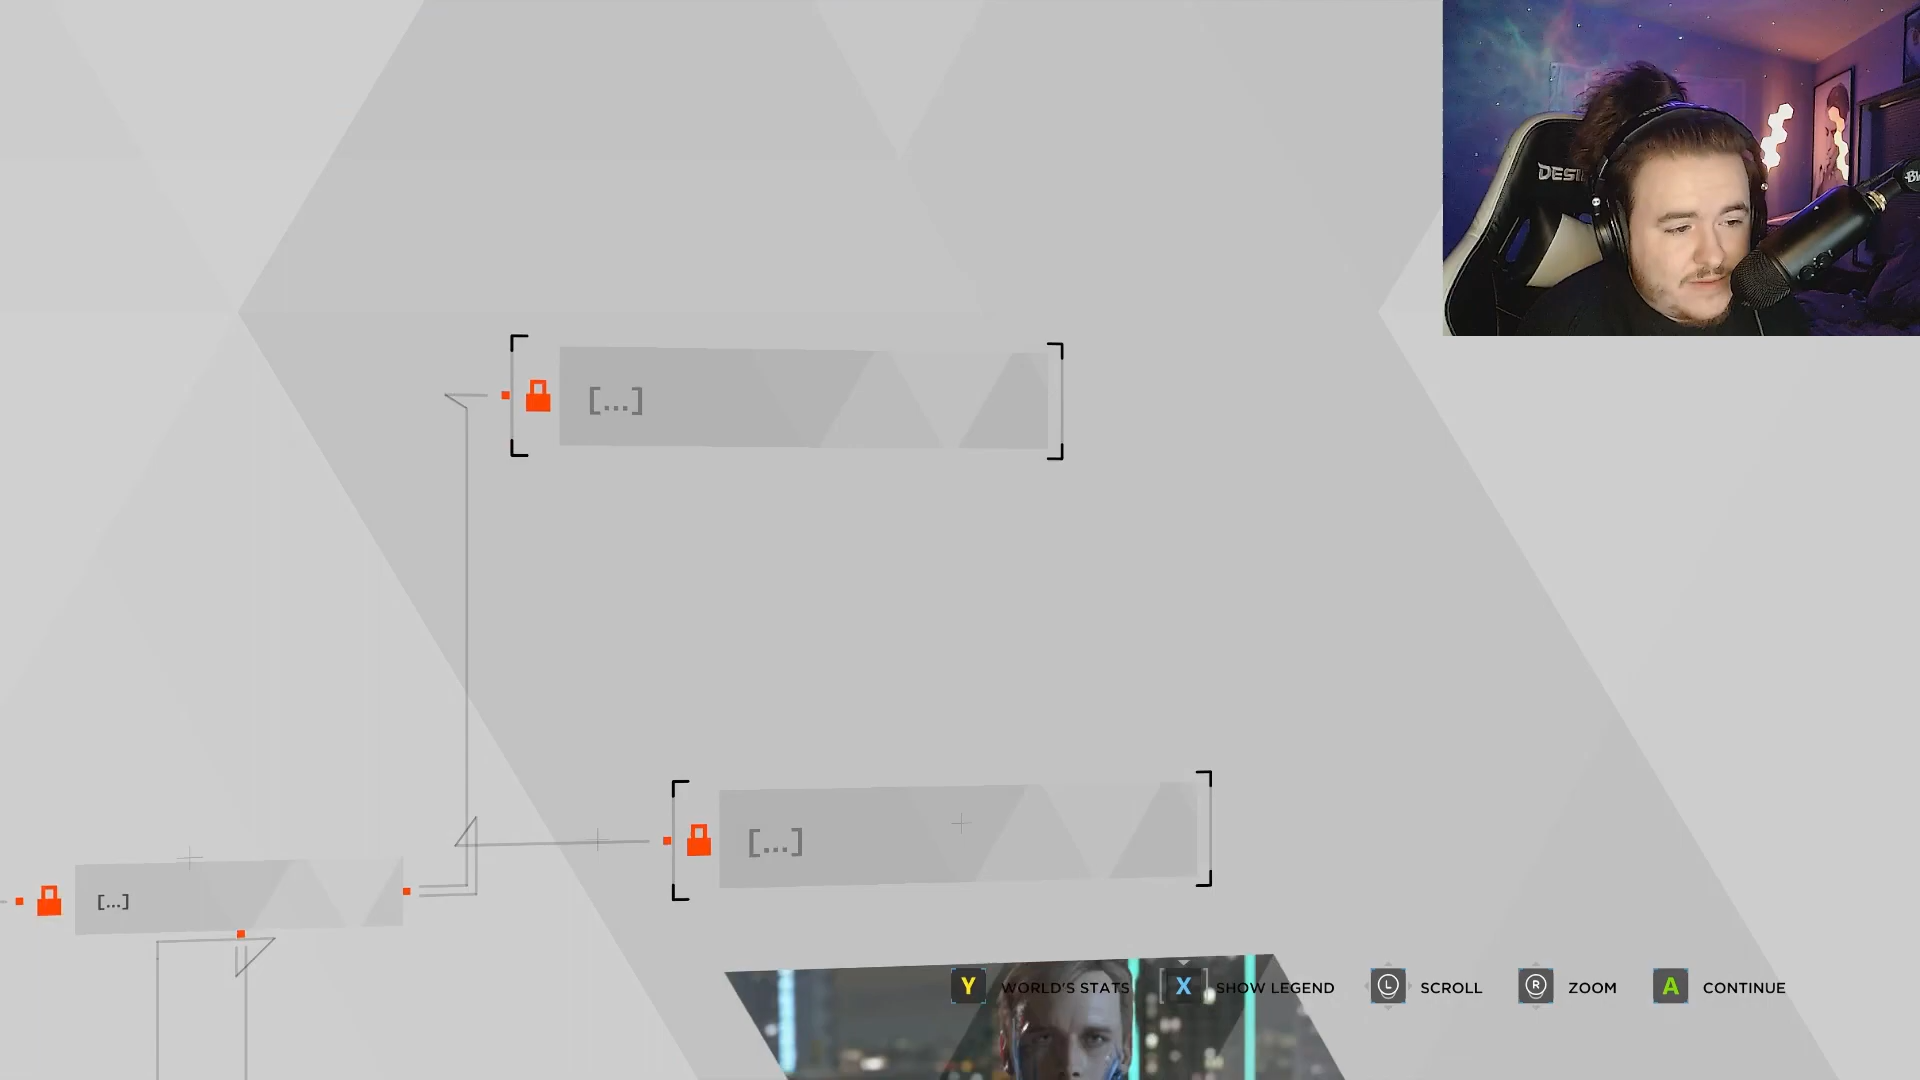 [...]
[...]
[...]
Y WORLD'S STATS X SHOW LEGEND L SCROLL R ZOOM A CONTINUE